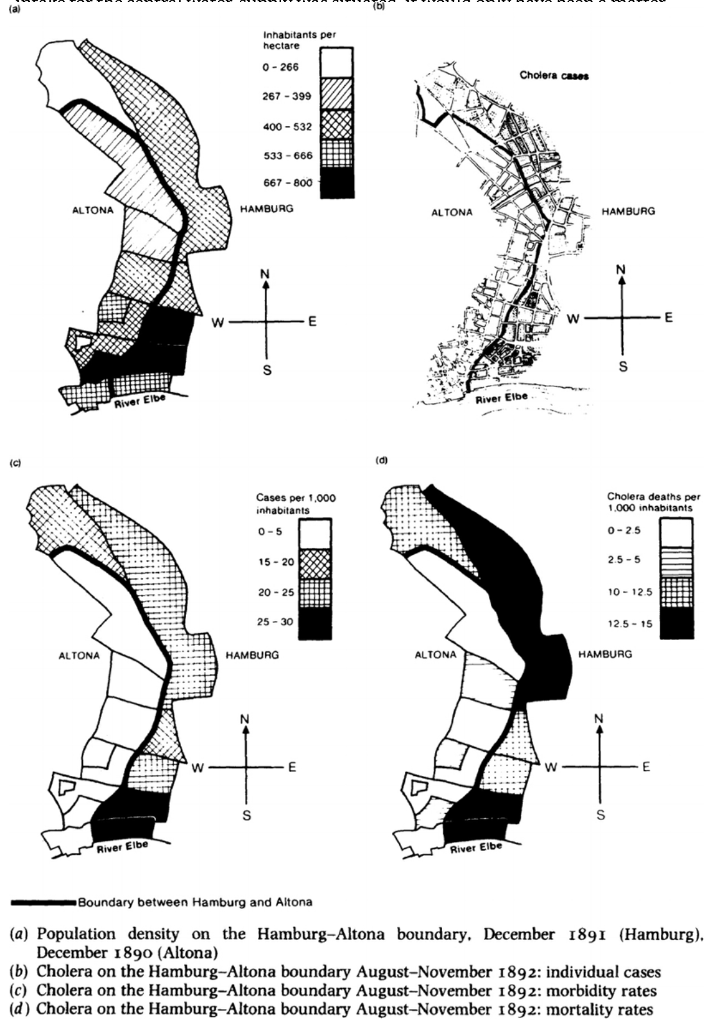 (a)
Inhabitants per
hectare
0 – 266
267 – 399
400 – 532
533 – 666
667 – 800
ALTONA
HAMBURG
N
W
E
S
River Elbe
(b)
Cholera cases
ALTONA
HAMBURG
N
W
E
S
River Elbe
(c)
Cases per 1,000
inhabitants
0 – 5
15 – 20
20 – 25
25 – 30
ALTONA
HAMBURG
N
W
E
S
River Elbe
(d)
Cholera deaths per
1,000 inhabitants
0 – 2.5
2.5 – 5
10 – 12.5
12.5 – 15
ALTONA
HAMBURG
N
W
E
S
River Elbe
Boundary between Hamburg and Altona
(a) Population density on the Hamburg–Altona boundary, December 1891 (Hamburg),
December 1890 (Altona)
(b) Cholera on the Hamburg–Altona boundary August–November 1892: individual cases
(c) Cholera on the Hamburg–Altona boundary August–November 1892: morbidity rates
(d) Cholera on the Hamburg–Altona boundary August–November 1892: mortality rates